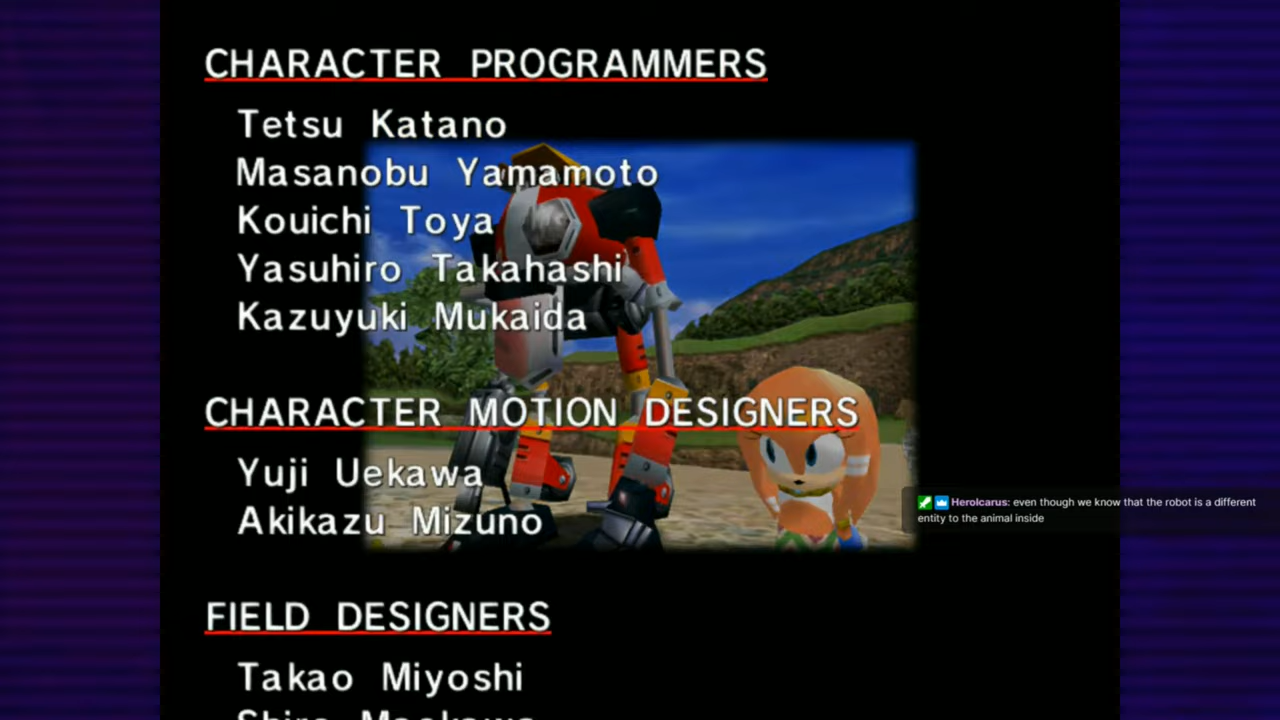 CHARACTER PROGRAMMERS
Tetsu Katano
Masanobu Yamamoto
Kouichi Toya
Yasuhiro Takahashi
Kazuyuki Mukaida
CHARACTER MOTION DESIGNERS
Yuji Uekawa
Akikazu Mizuno
HeroIcarus: even though we know that the robot is a different
entity to the animal inside
FIELD DESIGNERS
Takao Miyoshi